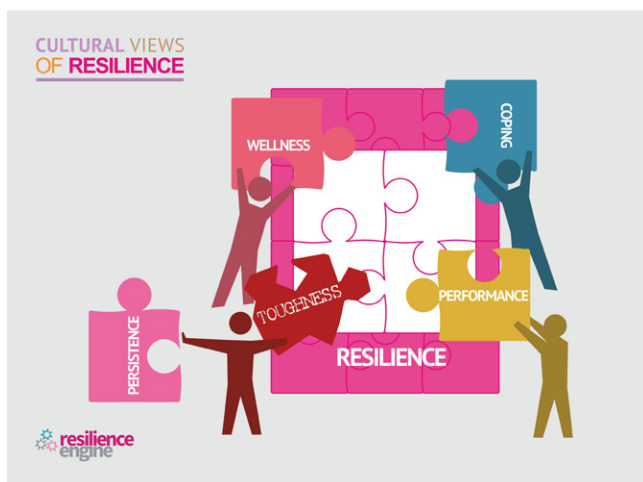 CULTURAL VIEWS
OF RESILIENCE
WELLNESS
COPING
TOUGHNESS
PERFORMANCE
PERSISTENCE
RESILIENCE
resilience
engine